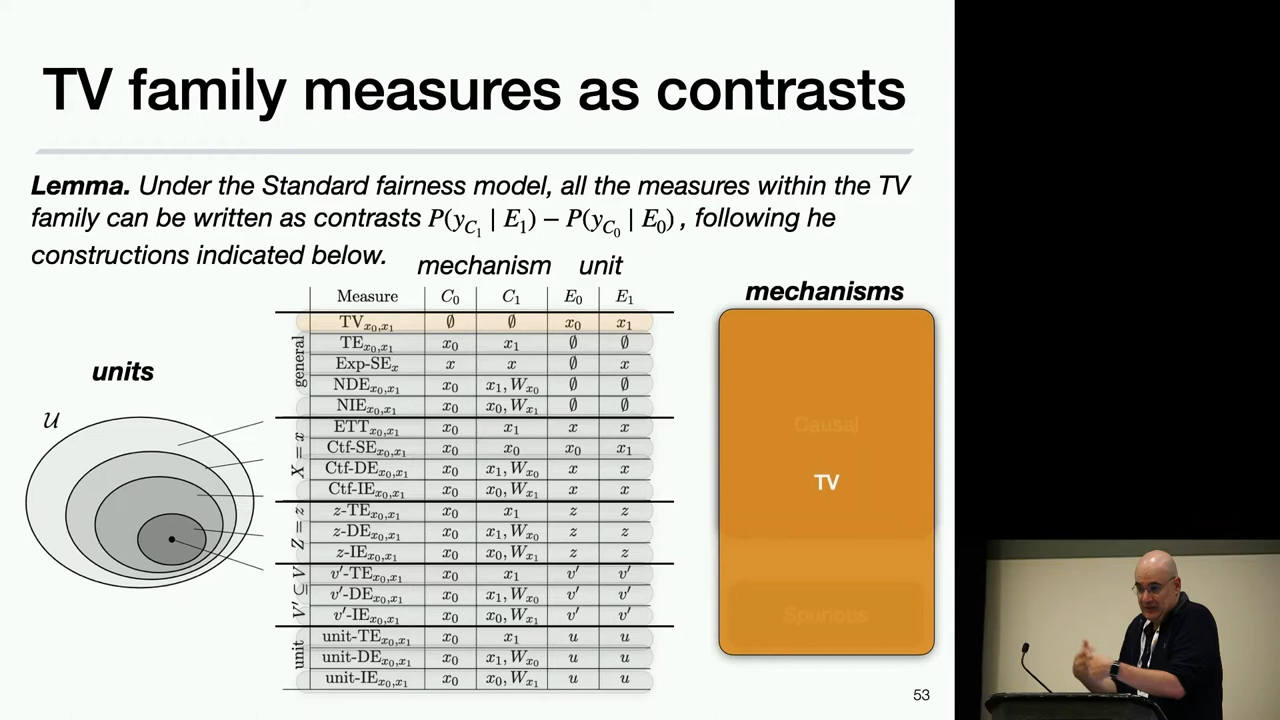 TV family measures as contrasts
Lemma. Under the Standard fairness model, all the measures within the TV
family can be written as contrasts P(y_{C_1} | E_1) − P(y_{C_0} | E_0) , following he
constructions indicated below.
mechanism unit
mechanisms
units
𝒰
Measure C_0 C_1 E_0 E_1
general
TV_{x_0,x_1} ∅ ∅ x_0 x_1
TE_{x_0,x_1} x_0 x_1 ∅ ∅
Exp-SE_x x x ∅ x
NDE_{x_0,x_1} x_0 x_1, W_{x_0} ∅ ∅
NIE_{x_0,x_1} x_0 x_0, W_{x_1} ∅ ∅
X = x
ETT_{x_0,x_1} x_0 x_1 x x
Ctf-SE_{x_0,x_1} x_0 x_0 x_0 x_1
Ctf-DE_{x_0,x_1} x_0 x_1, W_{x_0} x x
Ctf-IE_{x_0,x_1} x_0 x_0, W_{x_1} x x
Z = z
z-TE_{x_0,x_1} x_0 x_1 z z
z-DE_{x_0,x_1} x_0 x_1, W_{x_0} z z
z-IE_{x_0,x_1} x_0 x_0, W_{x_1} z z
V' ⊆ V
v'-TE_{x_0,x_1} x_0 x_1 v' v'
v'-DE_{x_0,x_1} x_0 x_1, W_{x_0} v' v'
v'-IE_{x_0,x_1} x_0 x_0, W_{x_1} v' v'
unit
unit-TE_{x_0,x_1} x_0 x_1 u u
unit-DE_{x_0,x_1} x_0 x_1, W_{x_0} u u
unit-IE_{x_0,x_1} x_0 x_0, W_{x_1} u u
Causal
TV
Spurious
53